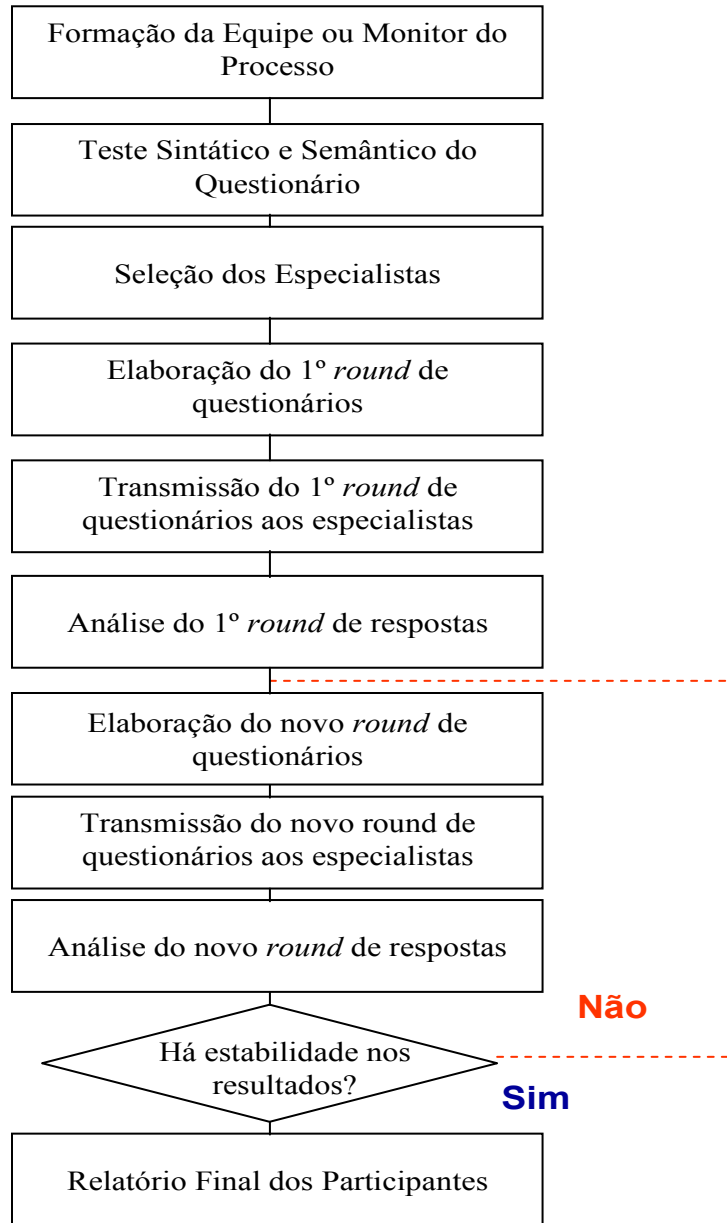 Formação da Equipe ou Monitor do
Processo
Teste Sintático e Semântico do
Questionário
Seleção dos Especialistas
Elaboração do 1º round de
questionários
Transmissão do 1º round de
questionários aos especialistas
Análise do 1º round de respostas
Elaboração do novo round de
questionários
Transmissão do novo round de
questionários aos especialistas
Análise do novo round de respostas
Não
Há estabilidade nos
resultados?
Sim
Relatório Final dos Participantes